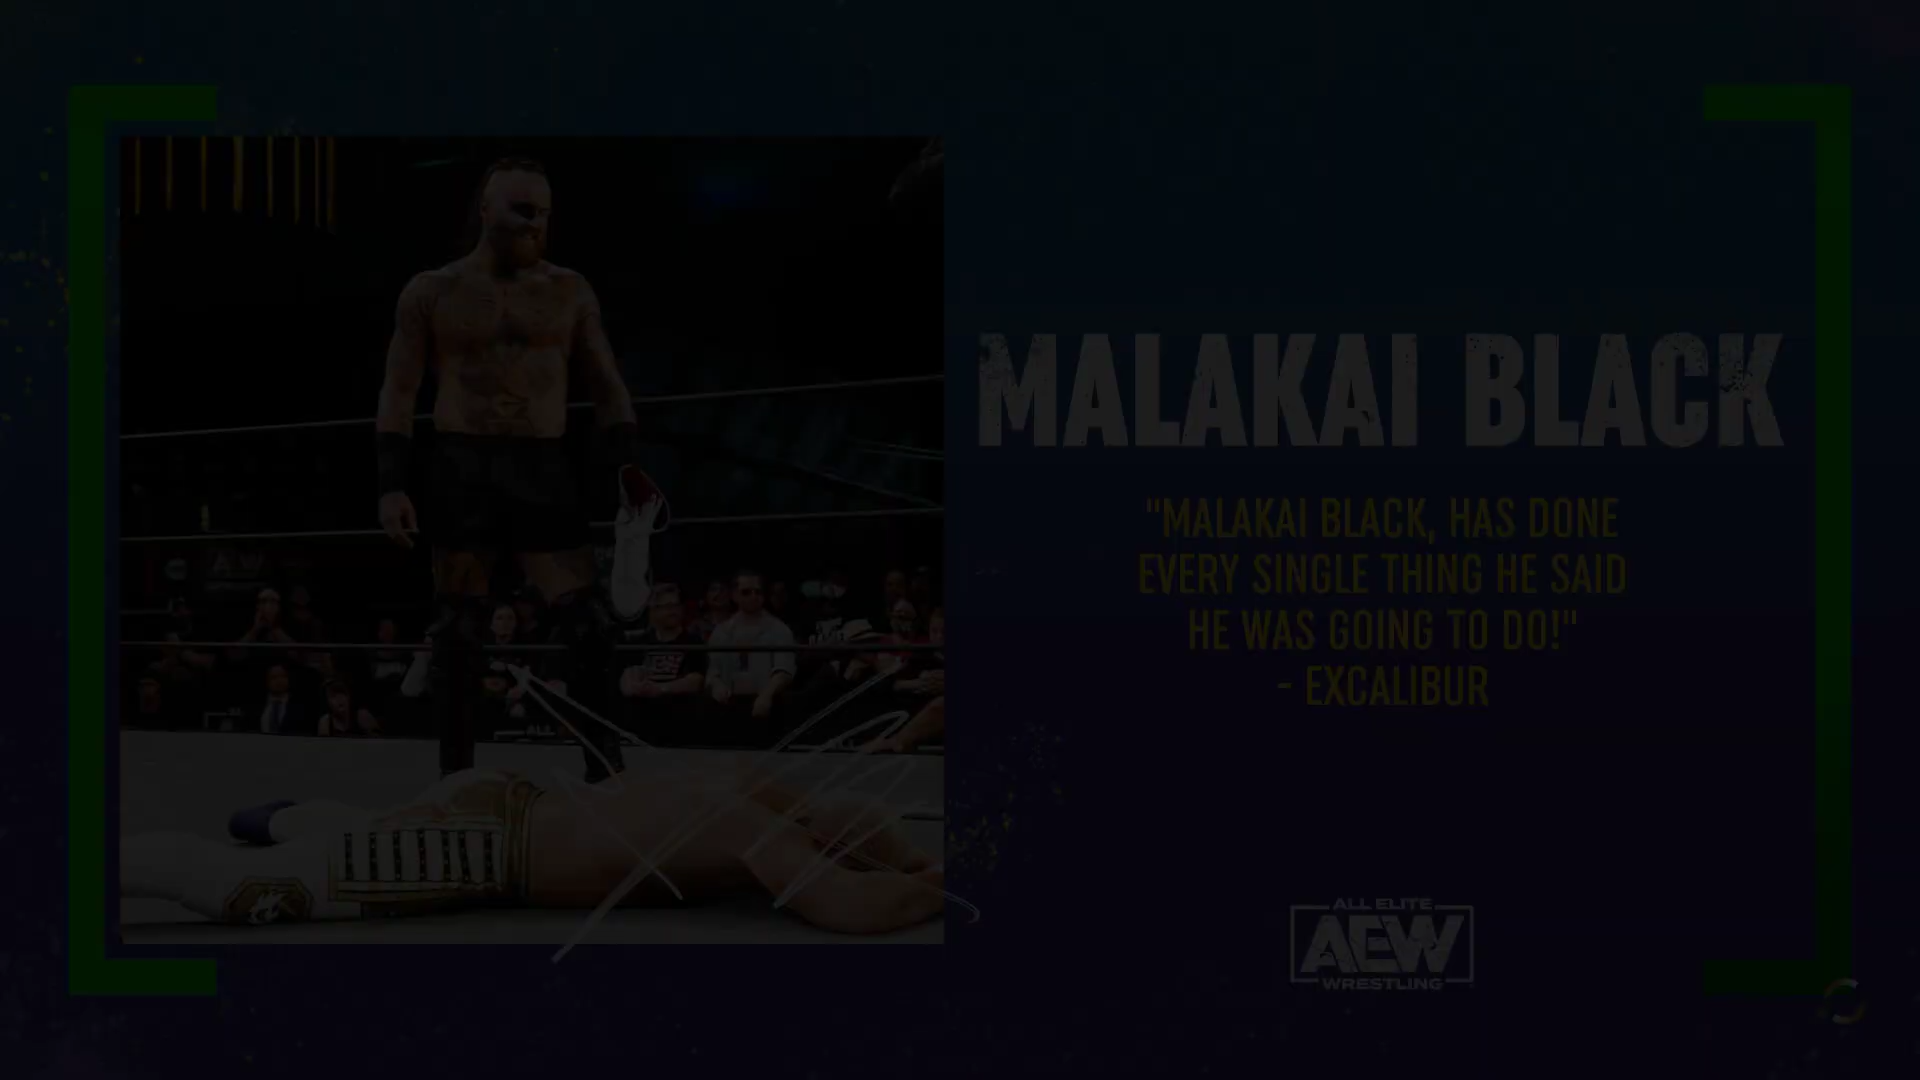 MALAKAI BLACK
"MALAKAI BLACK, HAS DONE
EVERY SINGLE THING HE SAID
HE WAS GOING TO DO!"
- EXCALIBUR
ALL ELITE
AEW
WRESTLING
AEW